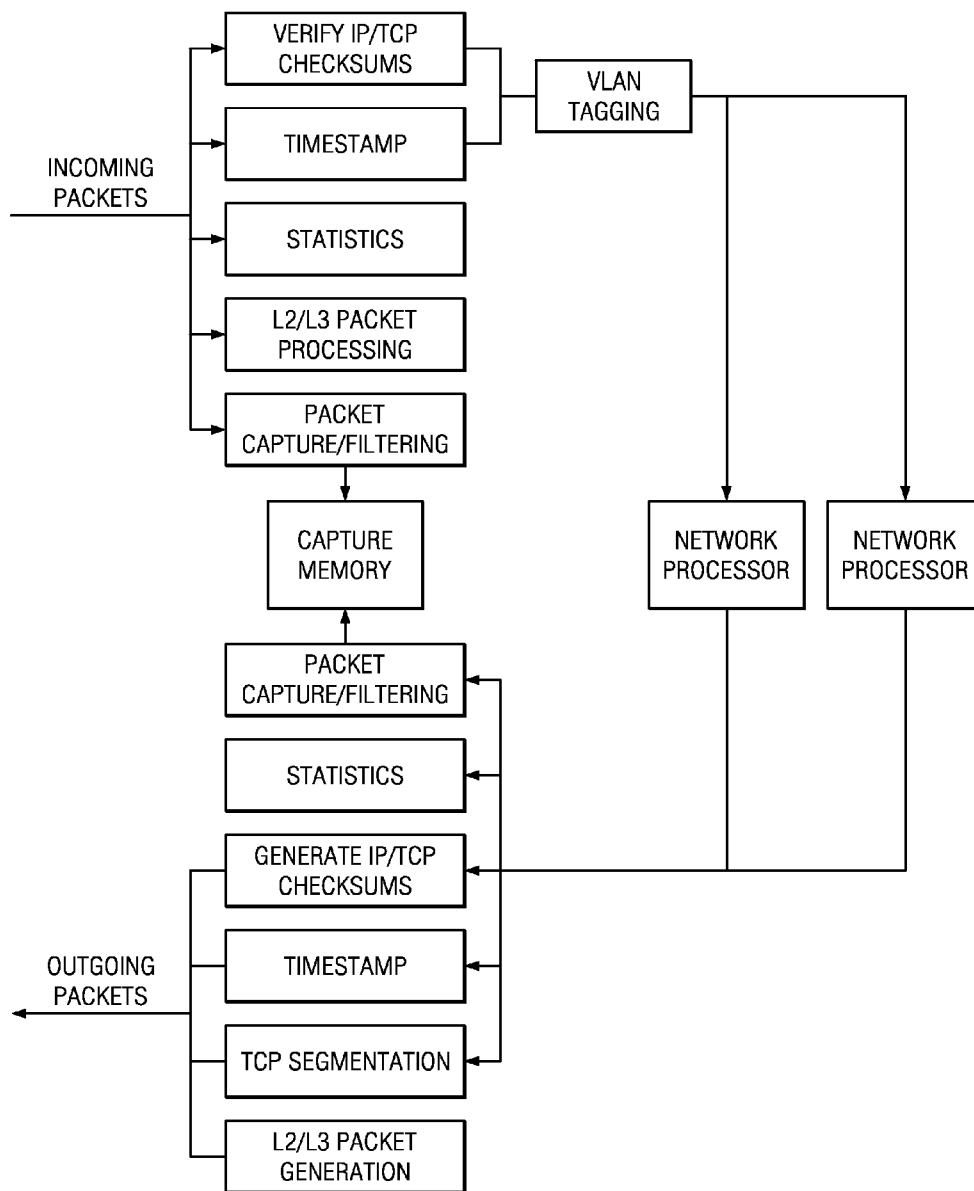 VERIFY IP/TCP
CHECKSUMS
VLAN
TAGGING
TIMESTAMP
INCOMING
PACKETS
STATISTICS
L2/L3 PACKET
PROCESSING
PACKET
CAPTURE/FILTERING
CAPTURE
MEMORY
NETWORK
PROCESSOR
NETWORK
PROCESSOR
PACKET
CAPTURE/FILTERING
STATISTICS
GENERATE IP/TCP
CHECKSUMS
TIMESTAMP
OUTGOING
PACKETS
TCP SEGMENTATION
L2/L3 PACKET
GENERATION